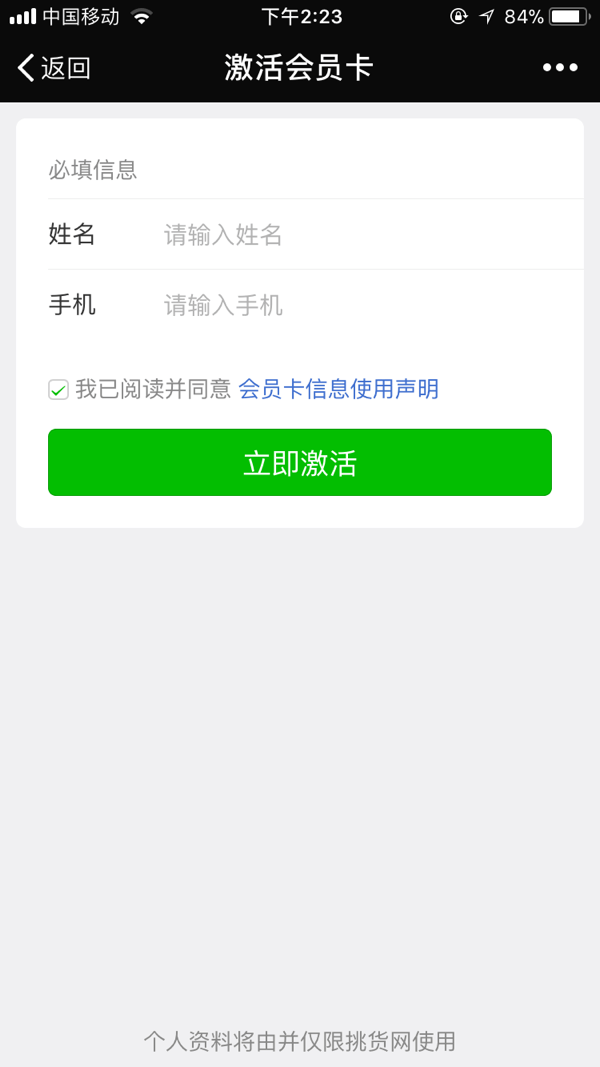 中国移动 下午2:23 84%
返回 激活会员卡
必填信息
姓名 请输入姓名
手机 请输入手机
我已阅读并同意 会员卡信息使用声明
立即激活
个人资料将由并仅限挑货网使用